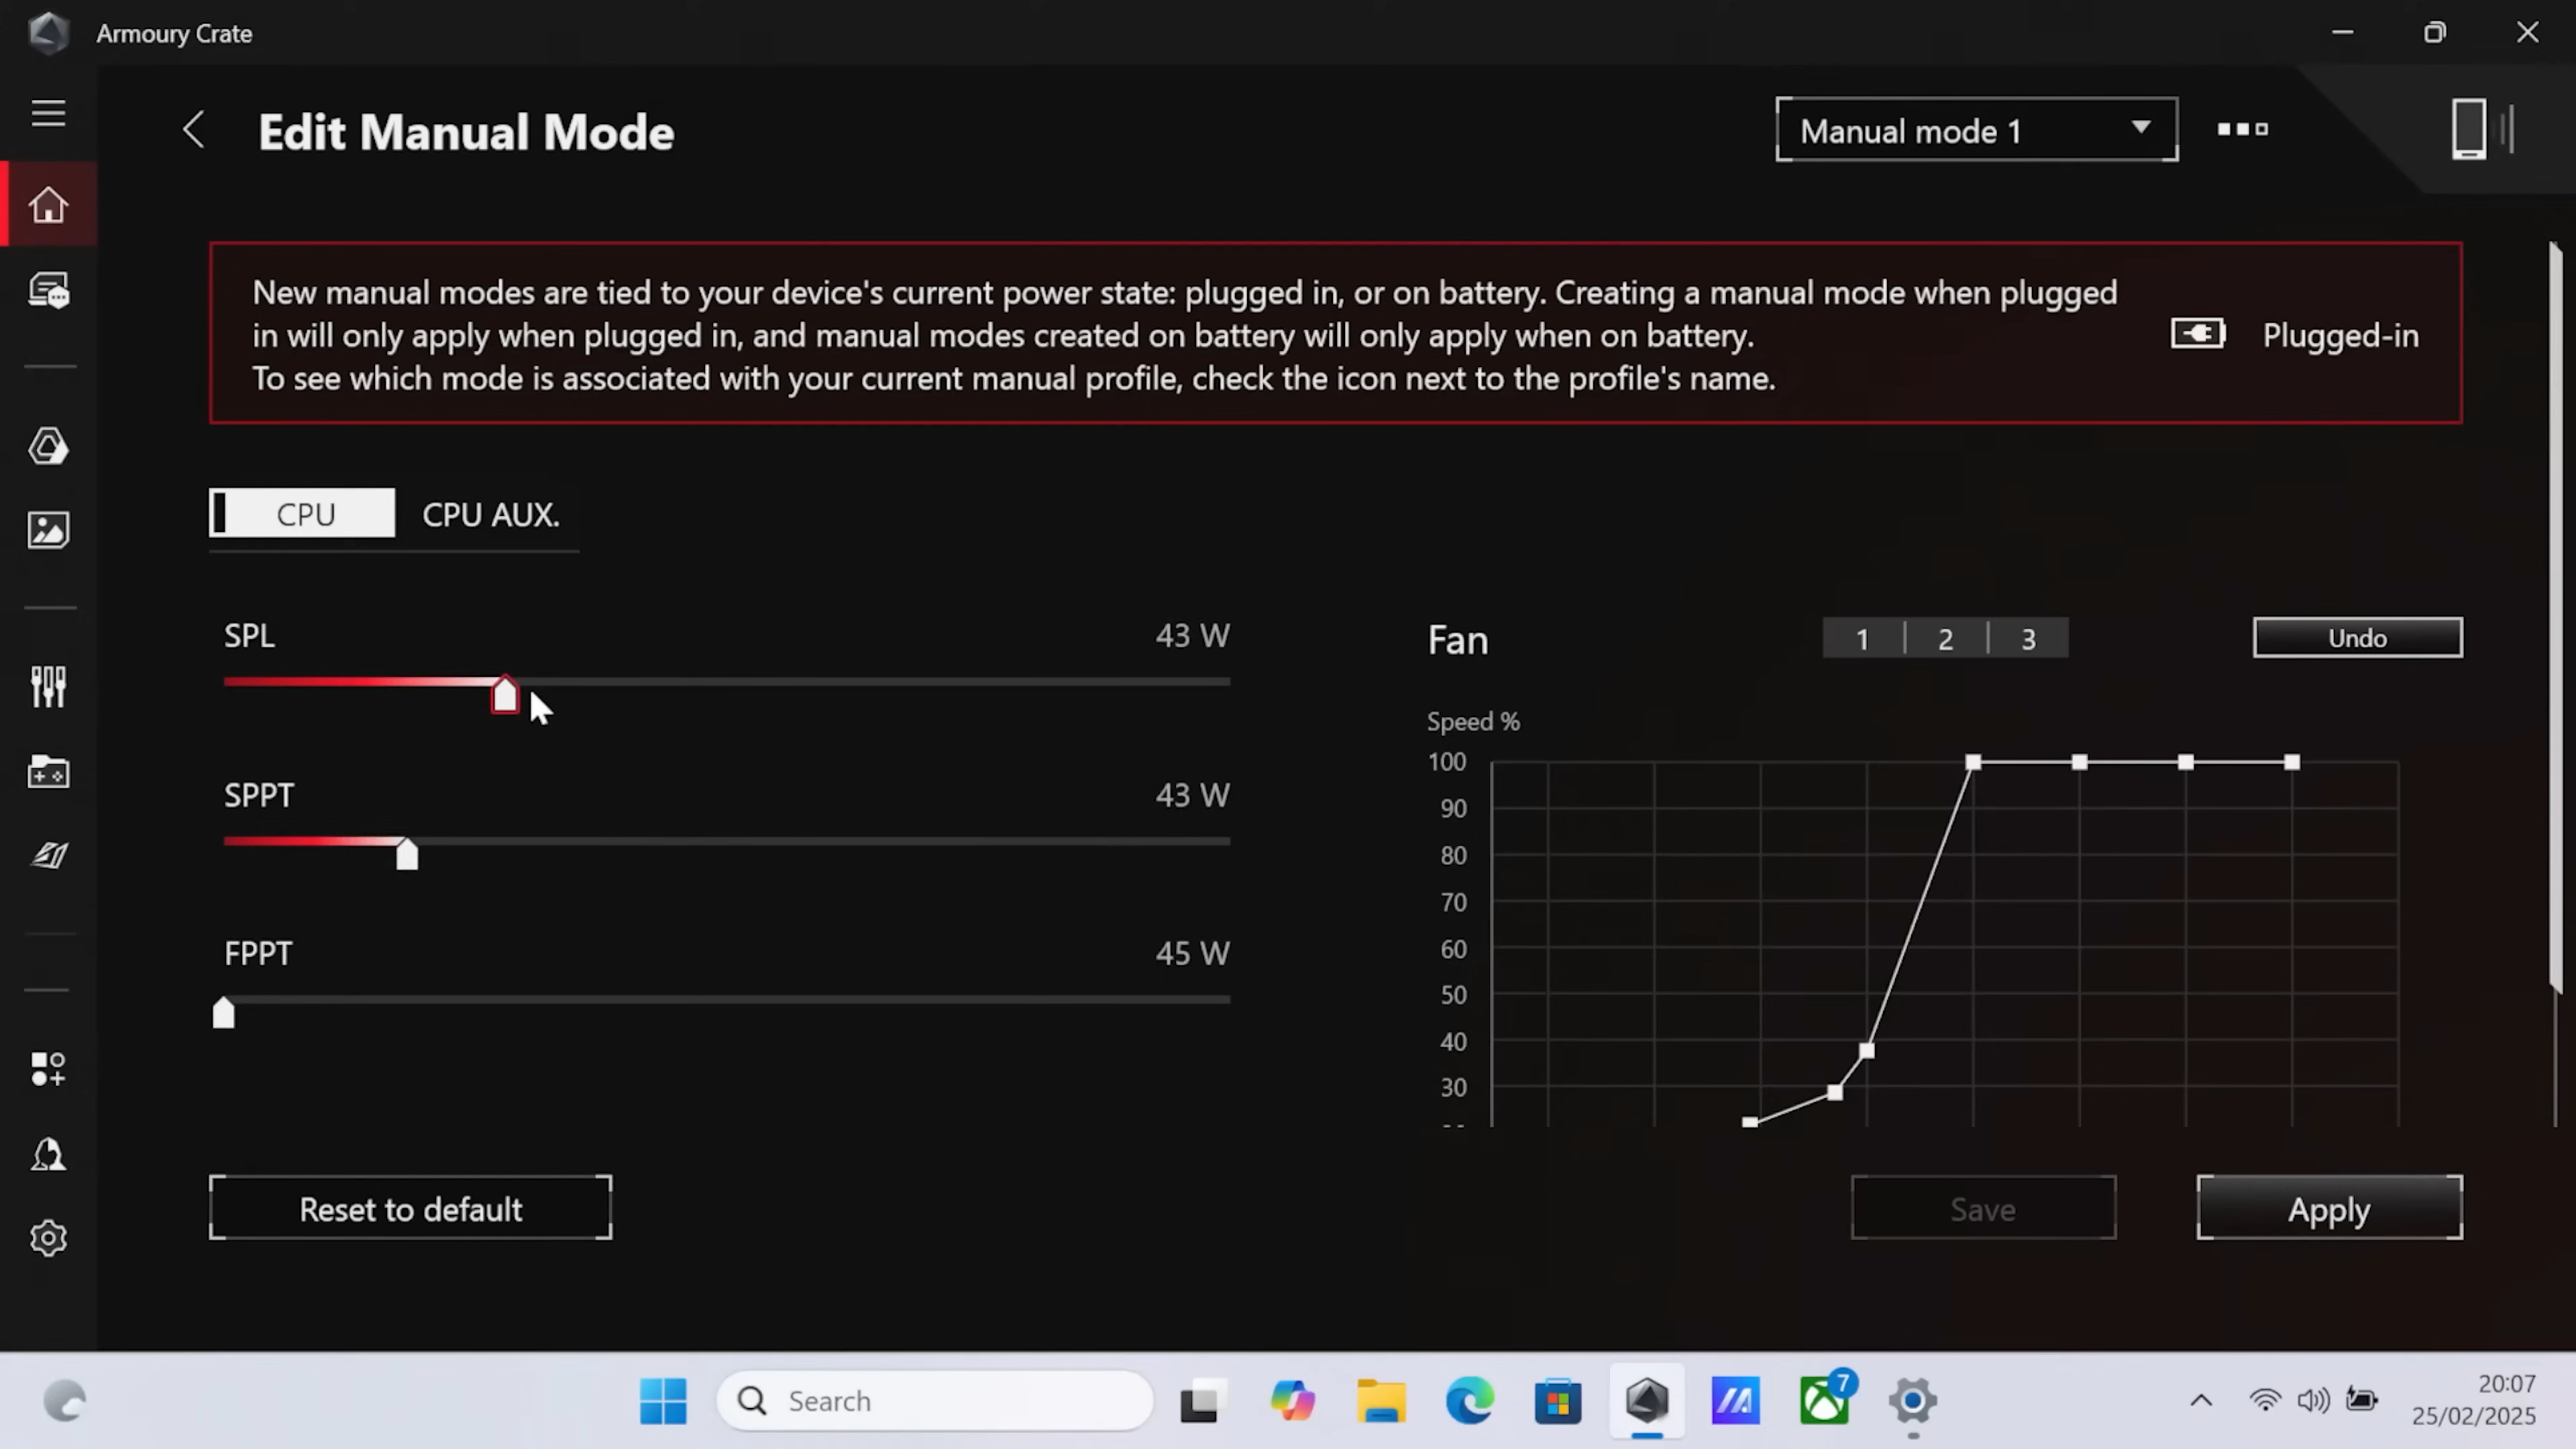 Armoury Crate
Edit Manual Mode
Manual mode 1
New manual modes are tied to your device's current power state: plugged in, or on battery. Creating a manual mode when plugged
in will only apply when plugged in, and manual modes created on battery will only apply when on battery.
To see which mode is associated with your current manual profile, check the icon next to the profile's name.
Plugged-in
CPU
CPU AUX.
SPL
43 W
SPPT
43 W
FPPT
45 W
Fan
1 | 2 | 3
Undo
Speed %
100
90
80
70
60
50
40
30
Reset to default
Save
Apply
Search
7
20:07
25/02/2025